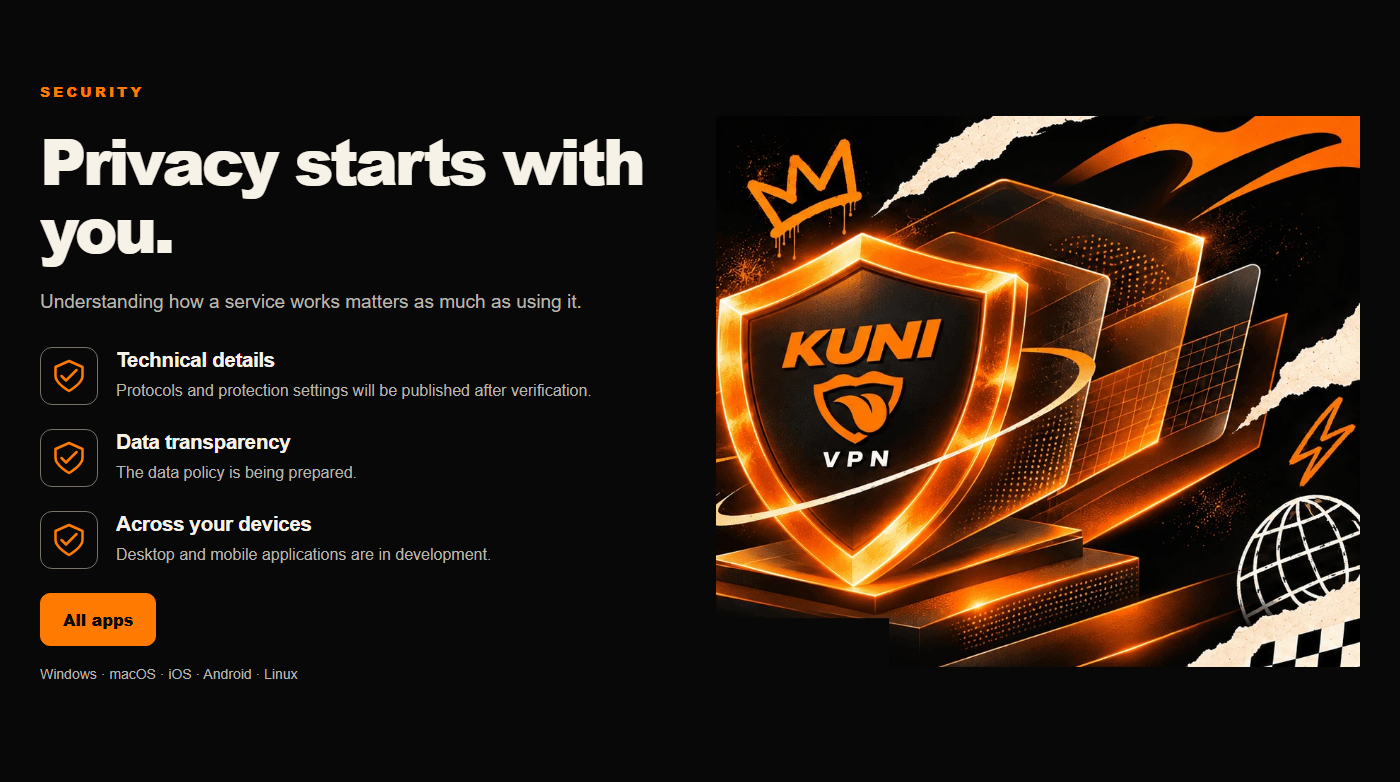 SECURITY
Privacy starts with
you.
Understanding how a service works matters as much as using it.
Technical details
Protocols and protection settings will be published after verification.
Data transparency
The data policy is being prepared.
Across your devices
Desktop and mobile applications are in development.
All apps
Windows · macOS · iOS · Android · Linux
KUNI
VPN